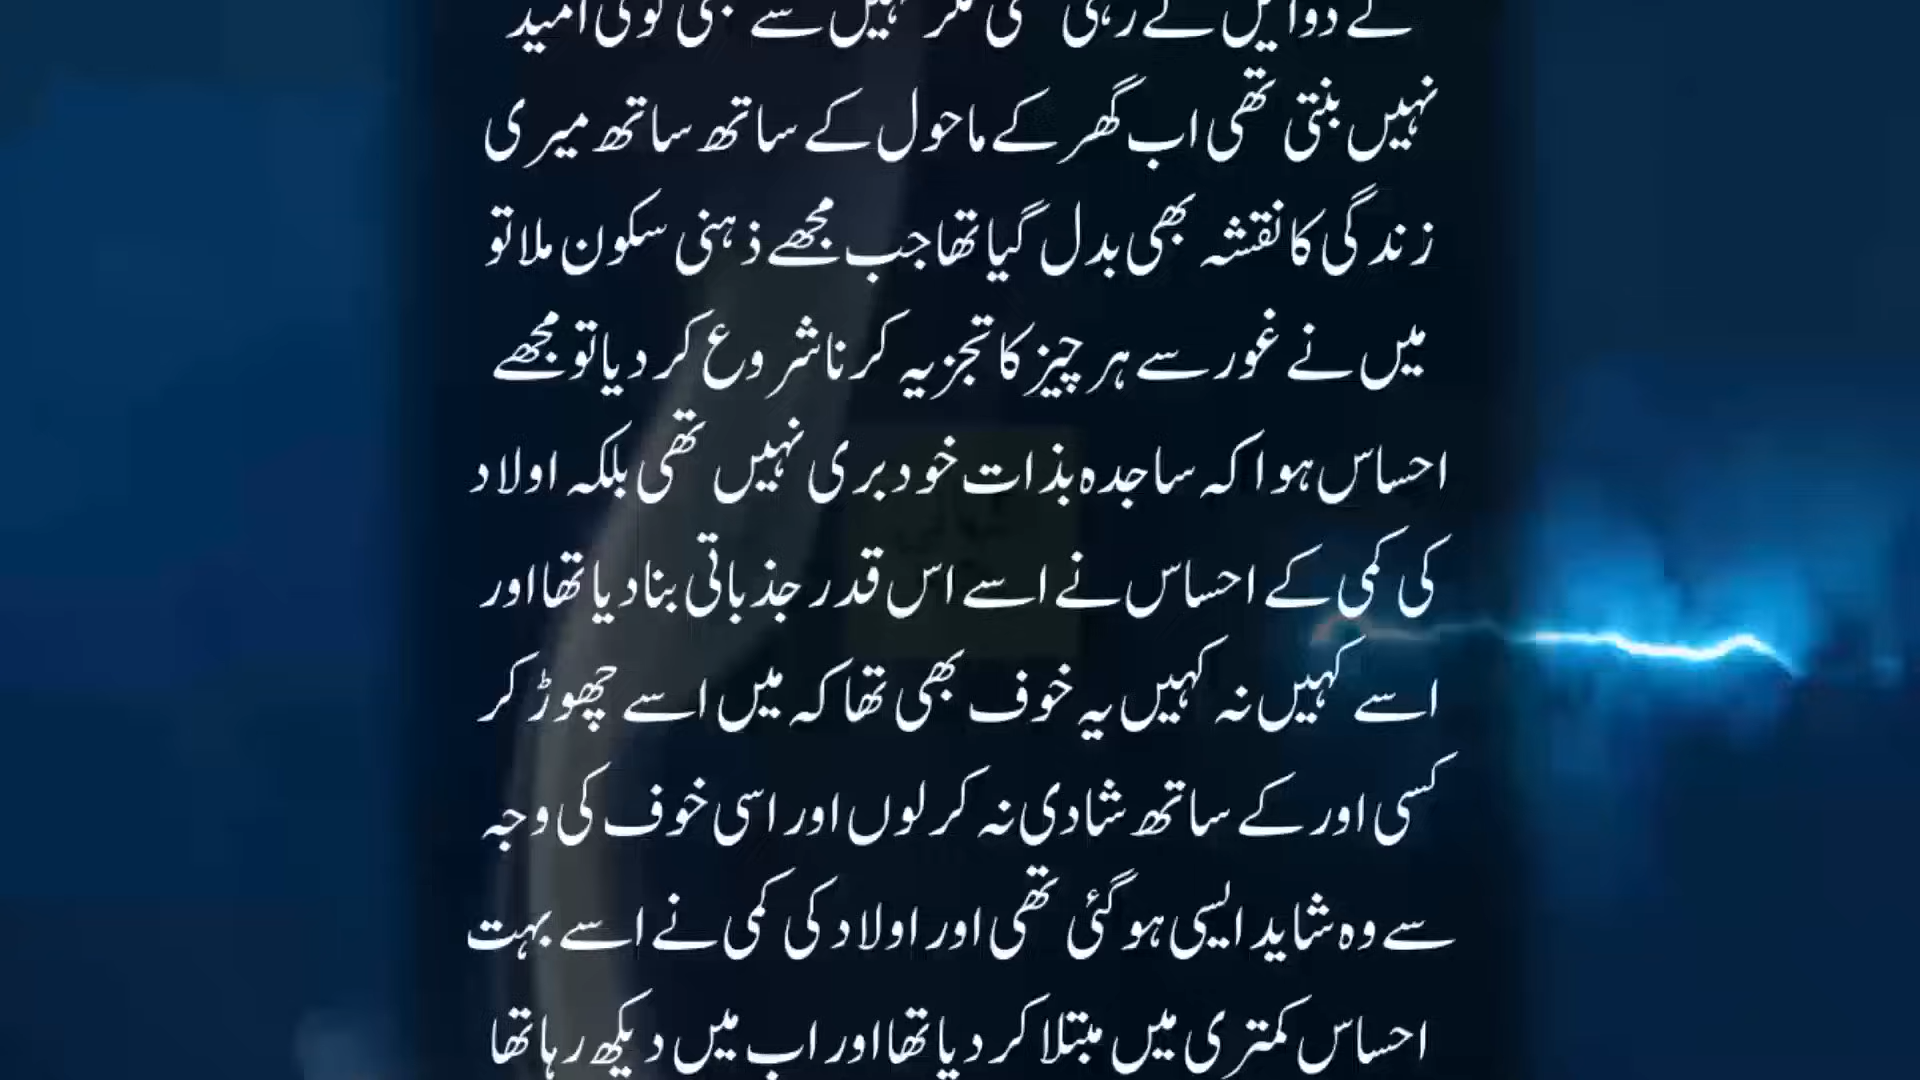 لے دوائیں لے رہی تھی مگر کہیں سے بھی کوئی امید
نہیں بنتی تھی اب گھر کے ماحول کے ساتھ ساتھ میری
زندگی کا نقشہ بھی بدل گیا تھا جب مجھے ذہنی سکون ملا تو
میں نے غور سے ہر چیز کا تجزیہ کرنا شروع کر دیا تو مجھے
احساس ہوا کہ ساجدہ بذات خود بری نہیں تھی بلکہ اولاد
کی کمی کے احساس نے اسے اس قدر جذباتی بنا دیا تھا اور
اسے کہیں نہ کہیں یہ خوف بھی تھا کہ میں اسے چھوڑ کر
کسی اور کے ساتھ شادی نہ کر لوں اور اسی خوف کی وجہ
سے وہ شاید ایسی ہو گئی تھی اور اولاد کی کمی نے اسے بہت
احساس کمتری میں مبتلا کر دیا تھا اور اب میں دیکھ رہا تھا